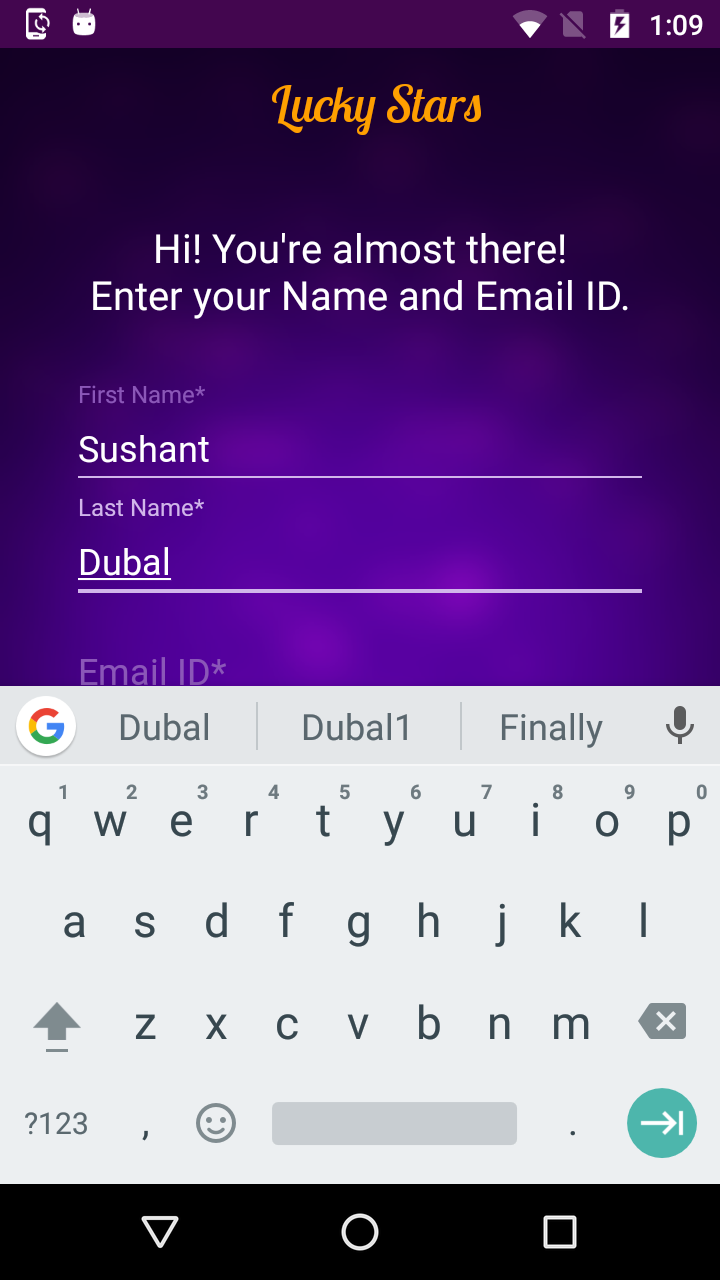 1:09
Lucky Stars
Hi! You're almost there!
Enter your Name and Email ID.
First Name*
Sushant
Last Name*
Dubal
Email ID*
Dubal Dubal1 Finally
1 2 3 4 5 6 7 8 9 0
q w e r t y u i o p
a s d f g h j k l
z x c v b n m
?123 , .